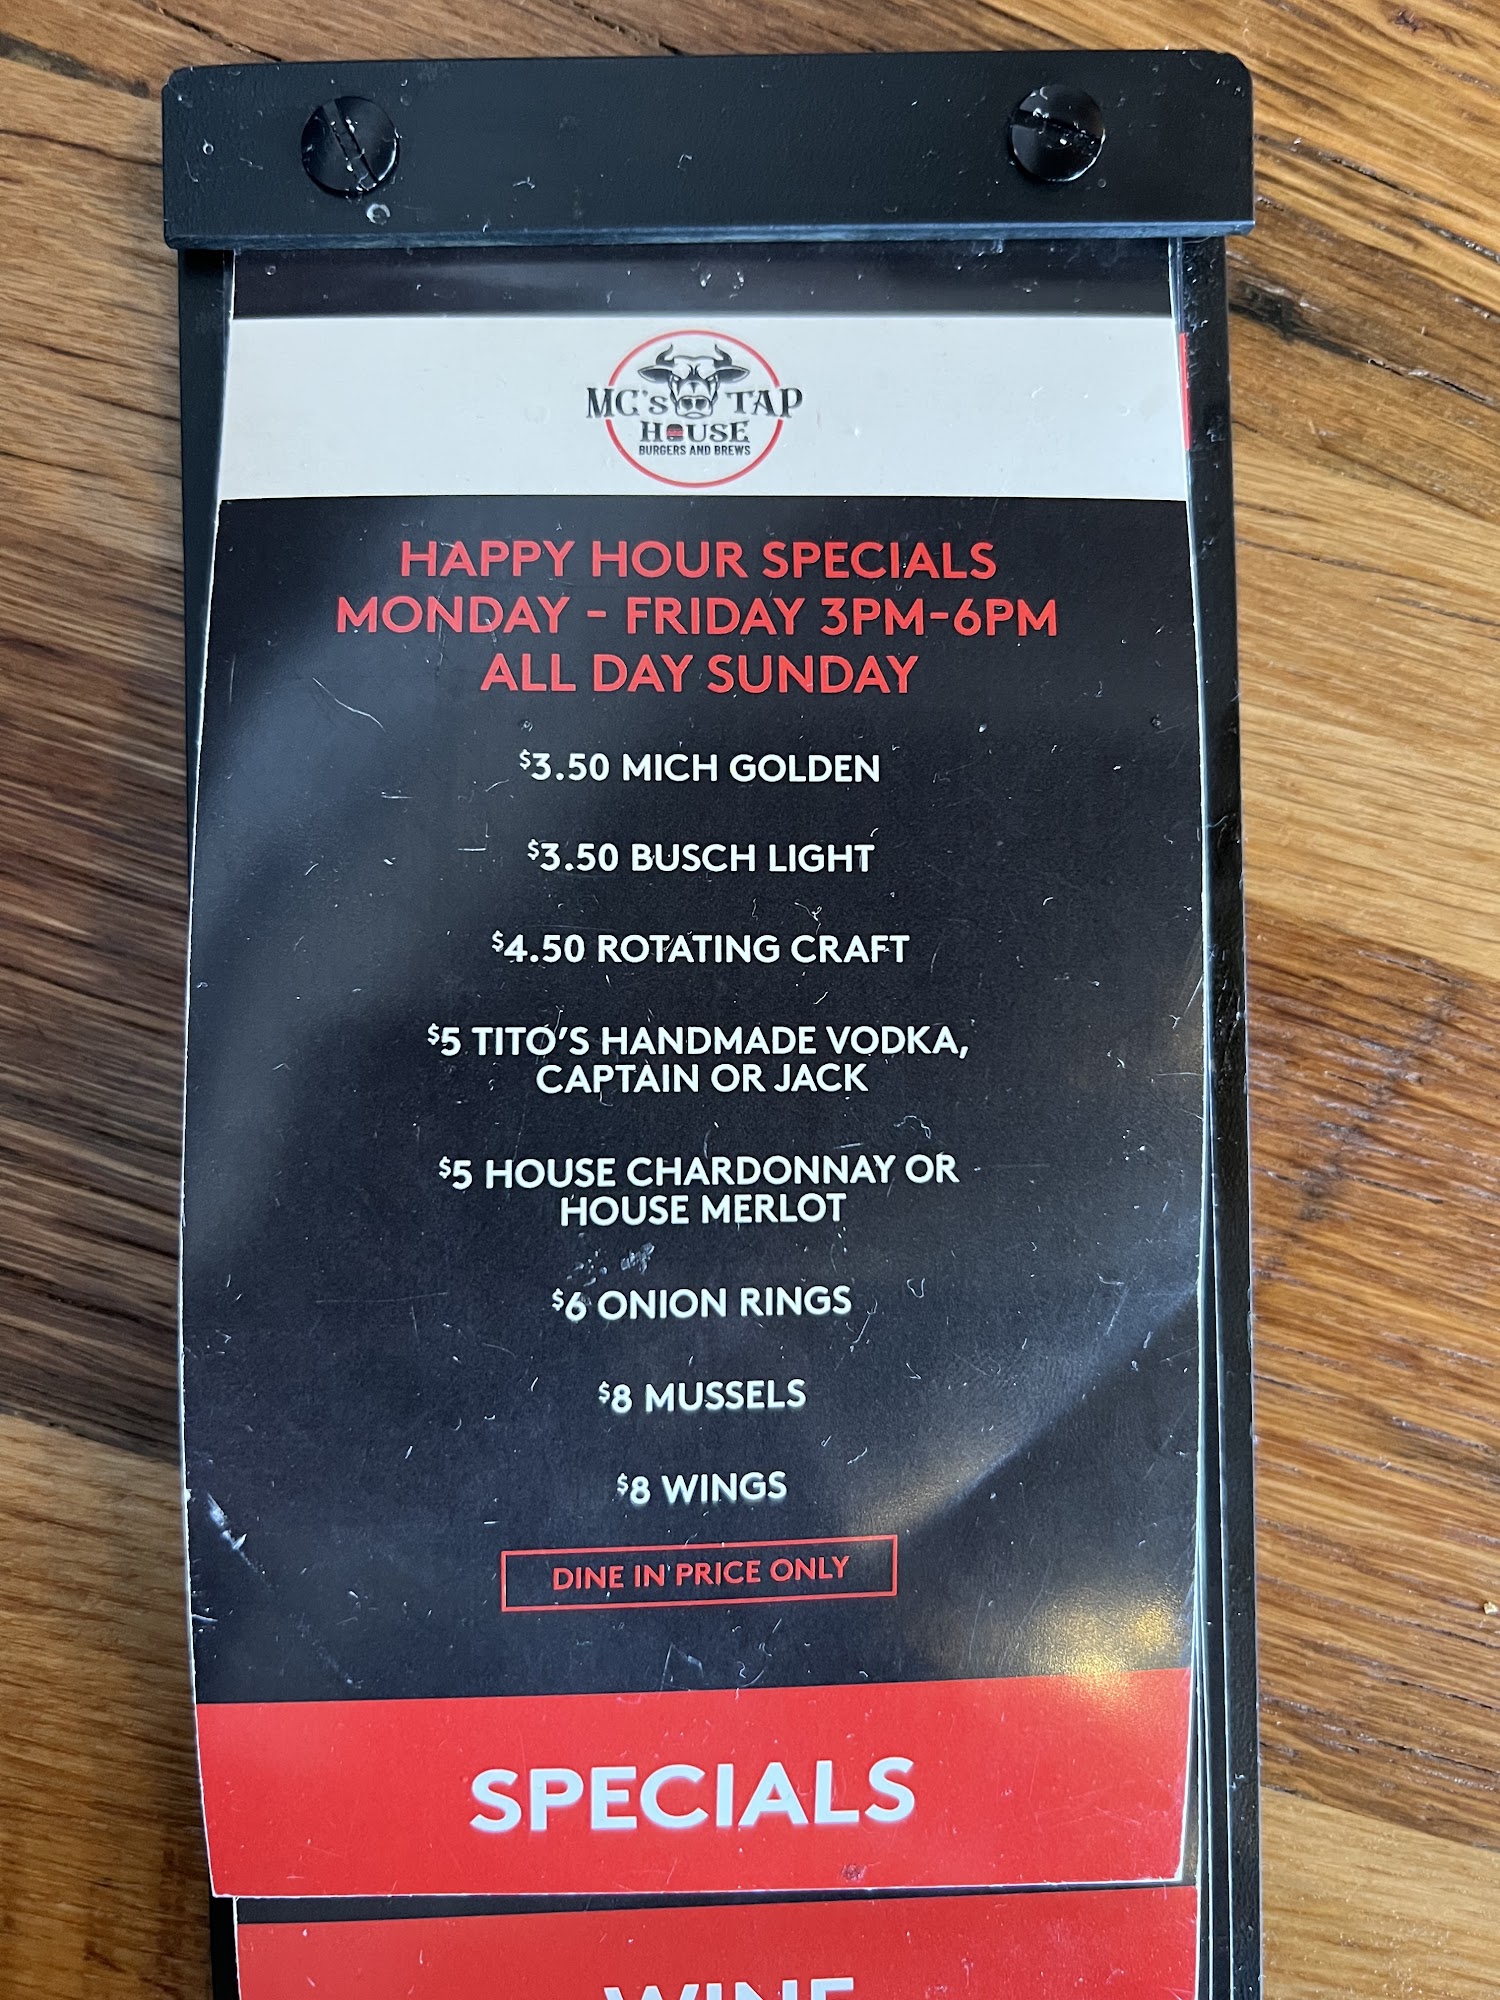 MC's TAP
HOUSE
BURGERS AND BREWS
HAPPY HOUR SPECIALS
MONDAY - FRIDAY 3PM-6PM
ALL DAY SUNDAY
$3.50 MICH GOLDEN
$3.50 BUSCH LIGHT
$4.50 ROTATING CRAFT
$5 TITO'S HANDMADE VODKA,
CAPTAIN OR JACK
$5 HOUSE CHARDONNAY OR
HOUSE MERLOT
$6 ONION RINGS
$8 MUSSELS
$8 WINGS
DINE IN PRICE ONLY
SPECIALS
WINE